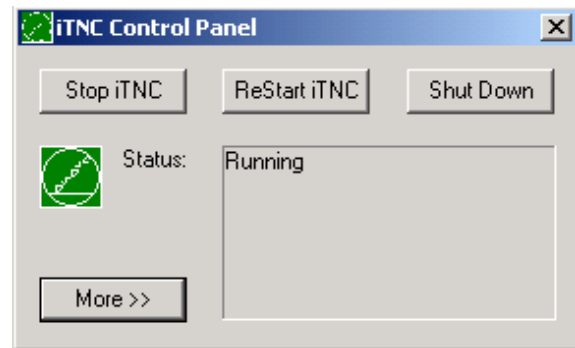 iTNC Control Panel
Stop iTNC
ReStart iTNC
Shut Down
Status:
Running
More >>